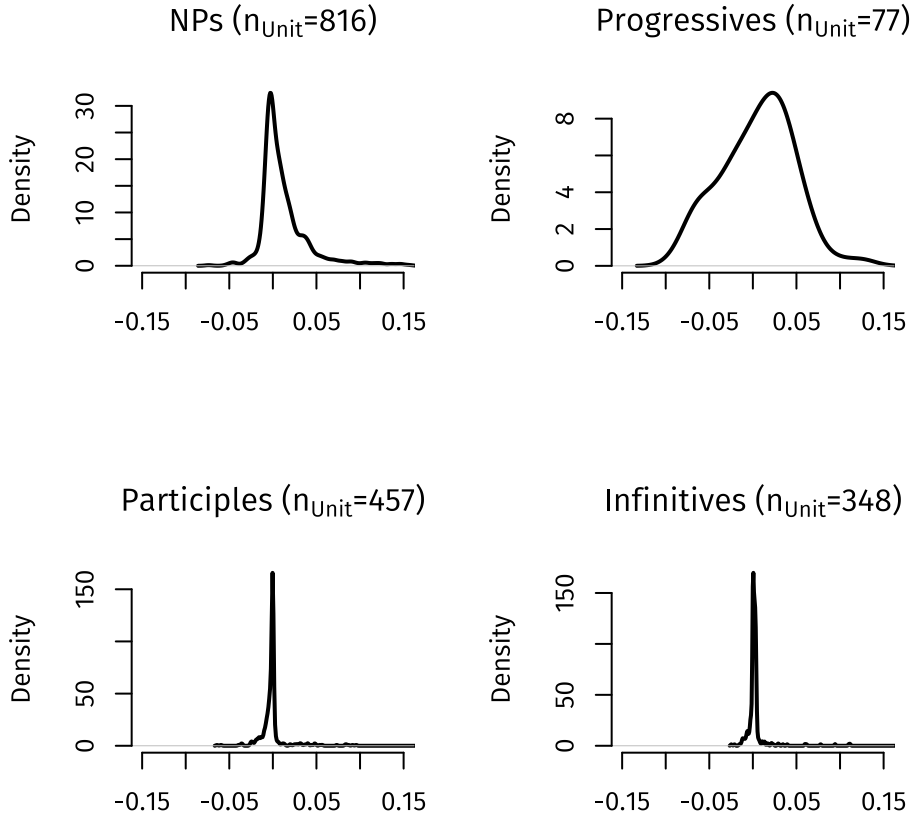 NPs (nUnit=816)
Density
30
20
10
0
-0.15 -0.05 0.05 0.15
Progressives (nUnit=77)
Density
8
4
2
0
-0.15 -0.05 0.05 0.15
Participles (nUnit=457)
Density
150
50
0
-0.15 -0.05 0.05 0.15
Infinitives (nUnit=348)
Density
150
50
0
-0.15 -0.05 0.05 0.15